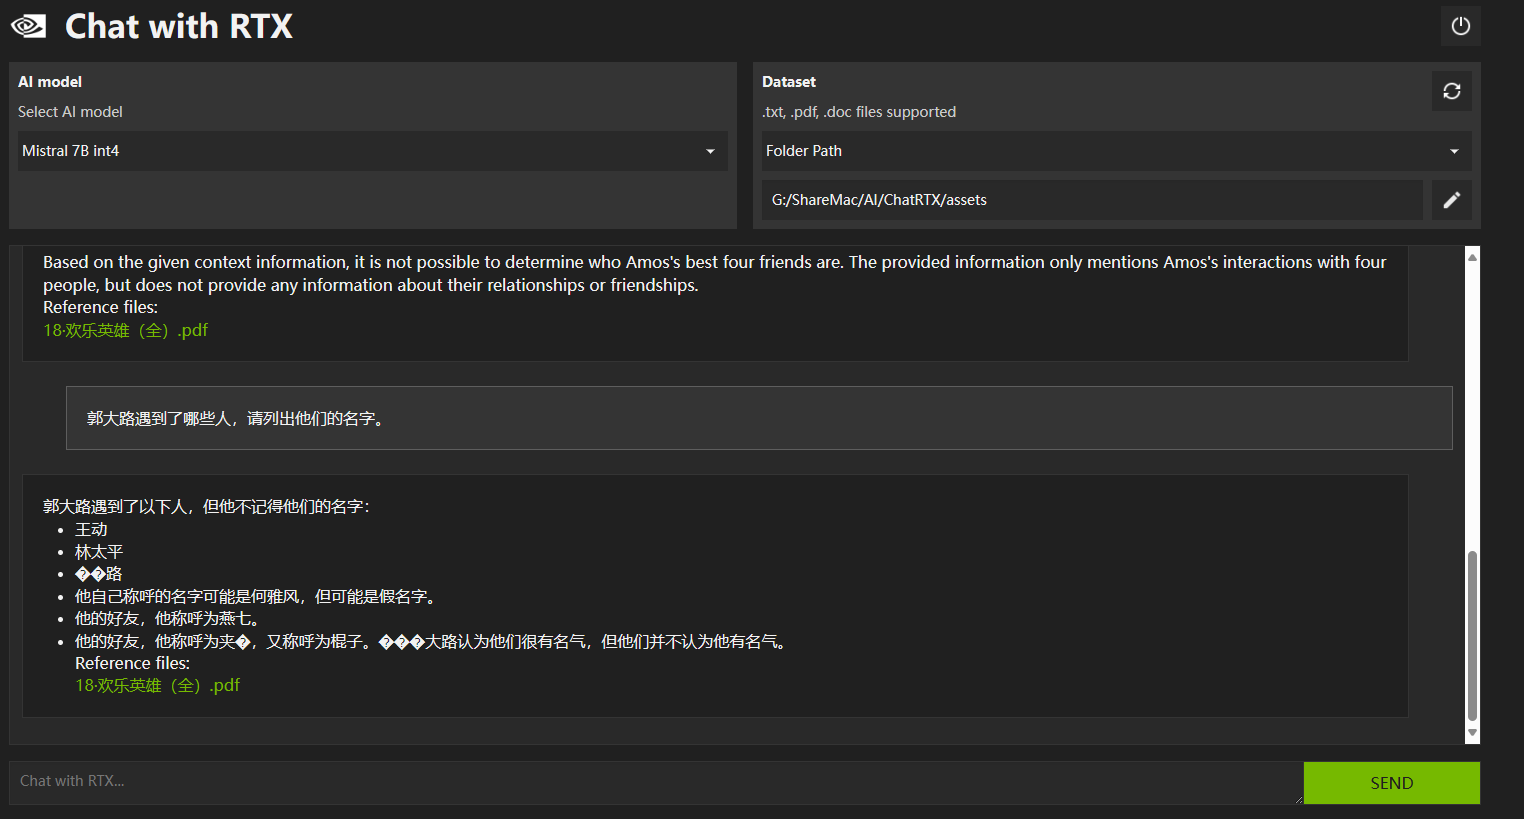 Chat with RTX
AI model
Select AI model
Mistral 7B int4
Dataset
.txt, .pdf, .doc files supported
Folder Path
G:/ShareMac/AI/ChatRTX/assets
Based on the given context information, it is not possible to determine who Amos's best four friends are. The provided information only mentions Amos's interactions with four
people, but does not provide any information about their relationships or friendships.
Reference files:
18·欢乐英雄（全）.pdf
郭大路遇到了哪些人，请列出他们的名字。
郭大路遇到了以下人，但他不记得他们的名字：
• 王动
• 林太平
• ��路
• 他自己称呼的名字可能是何雅风，但可能是假名字。
• 他的好友，他称呼为燕七。
• 他的好友，他称呼为夹�，又称呼为棍子。���大路认为他们很有名气，但他们并不认为他有名气。
Reference files:
18·欢乐英雄（全）.pdf
Chat with RTX...
SEND